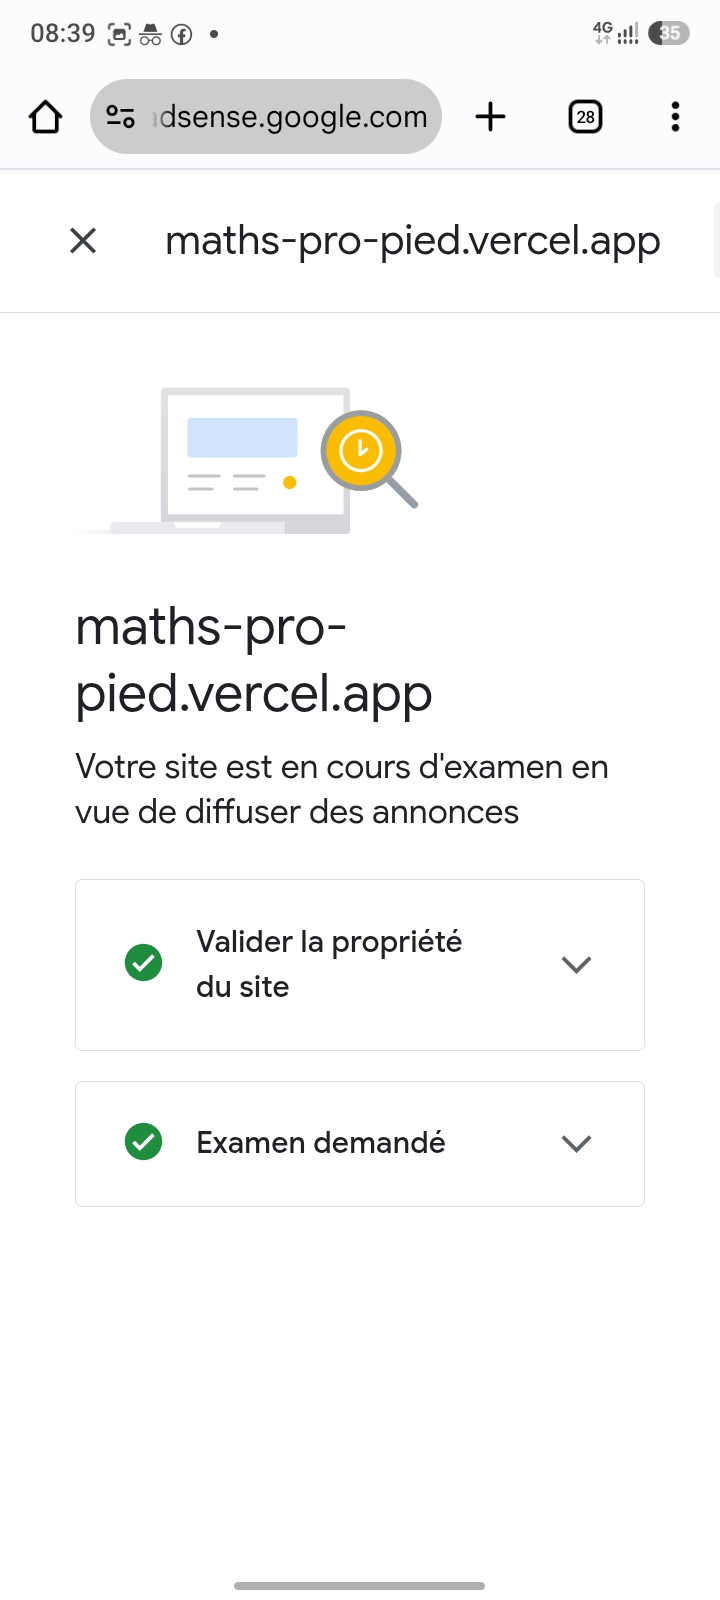 08:39
4G
35
dsense.google.com
28
maths-pro-pied.vercel.app
maths-pro-
pied.vercel.app
Votre site est en cours d'examen en
vue de diffuser des annonces
Valider la propriété
du site
Examen demandé